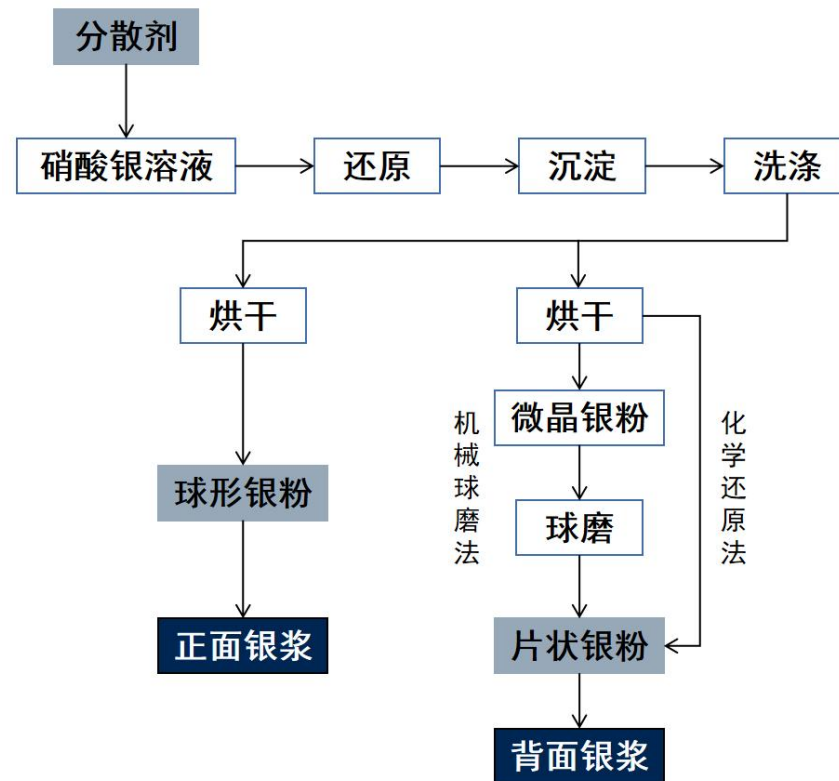 分散剂
硝酸银溶液
还原
沉淀
洗涤
烘干
烘干
微晶银粉
机械球磨法
化学还原法
球形银粉
球磨
正面银浆
片状银粉
背面银浆